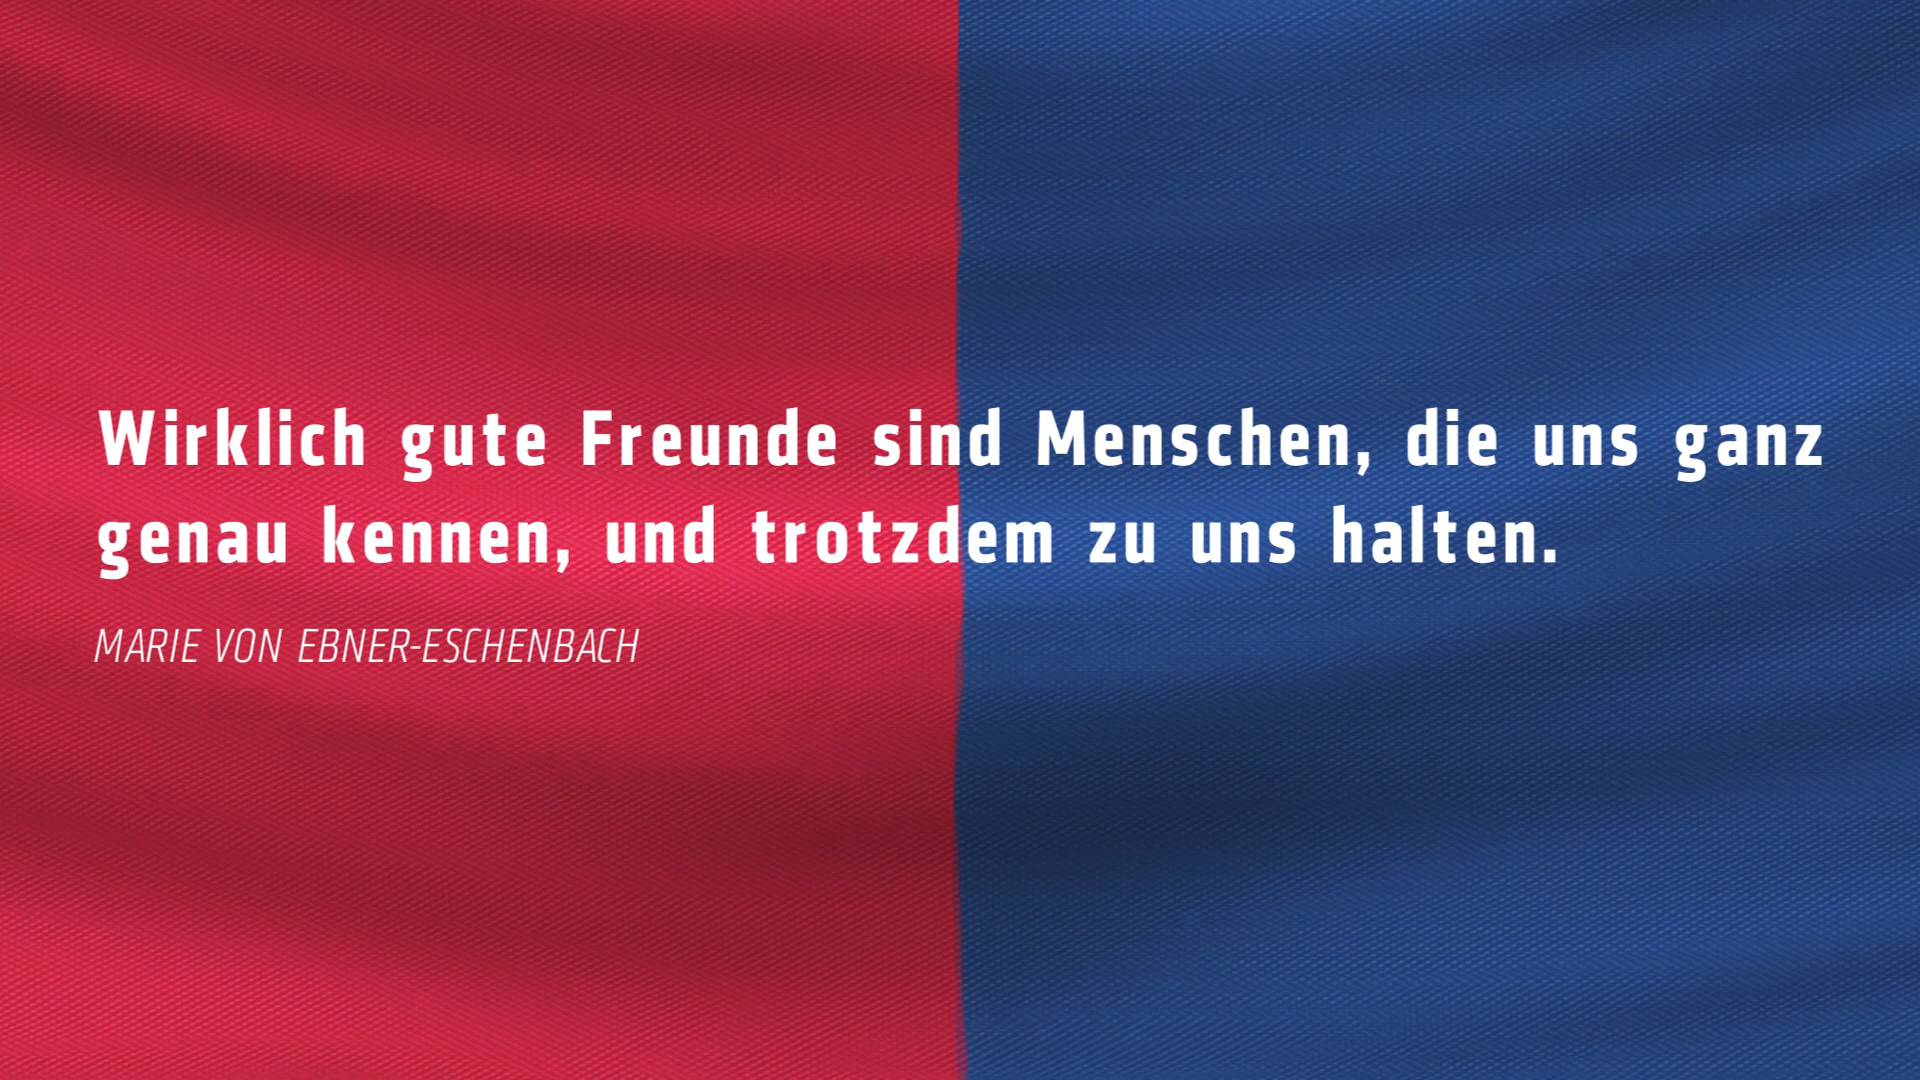 Wirklich gute Freunde sind Menschen, die uns ganz
genau kennen, und trotzdem zu uns halten.
MARIE VON EBNER-ESCHENBACH